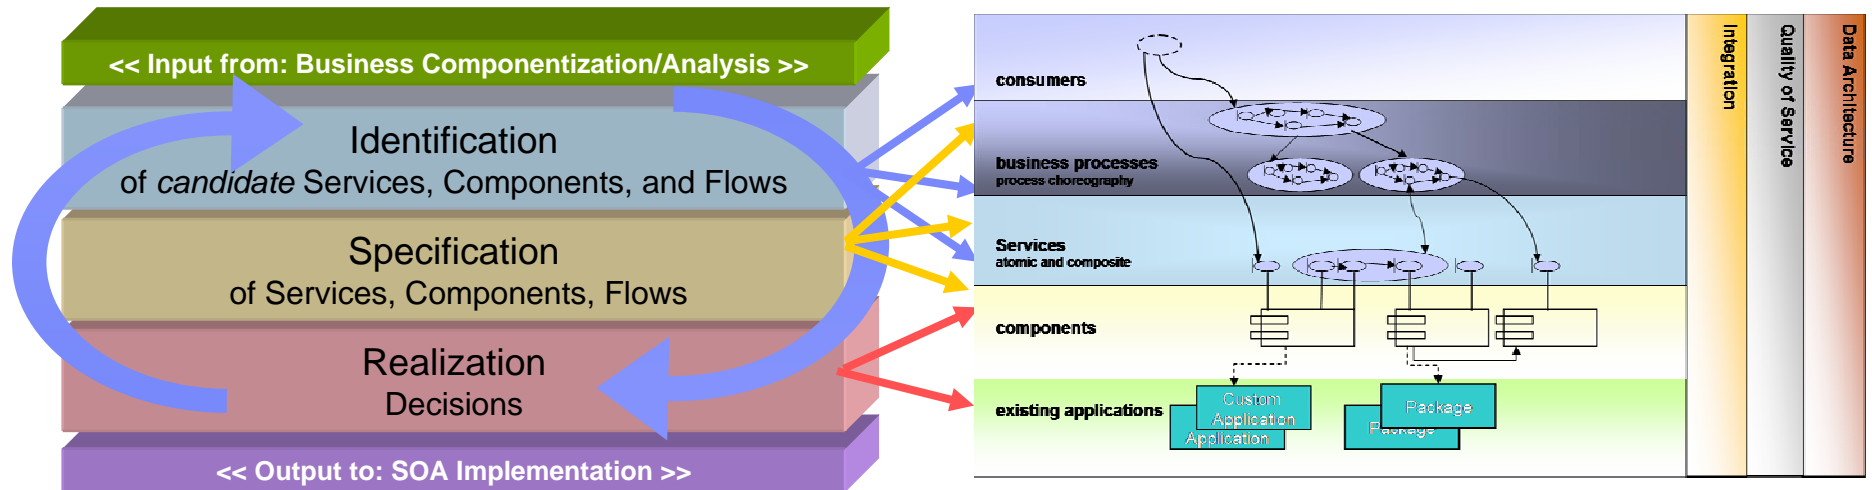 << Input from: Business Componentization/Analysis >>
Identification
of candidate Services, Components, and Flows
Specification
of Services, Components, Flows
Realization
Decisions
<< Output to: SOA Implementation >>
consumers
business processes
process choreography
Services
atomic and composite
components
existing applications
Custom
Application
Application
Package
Package
Integration
Quality of Service
Data Architecture